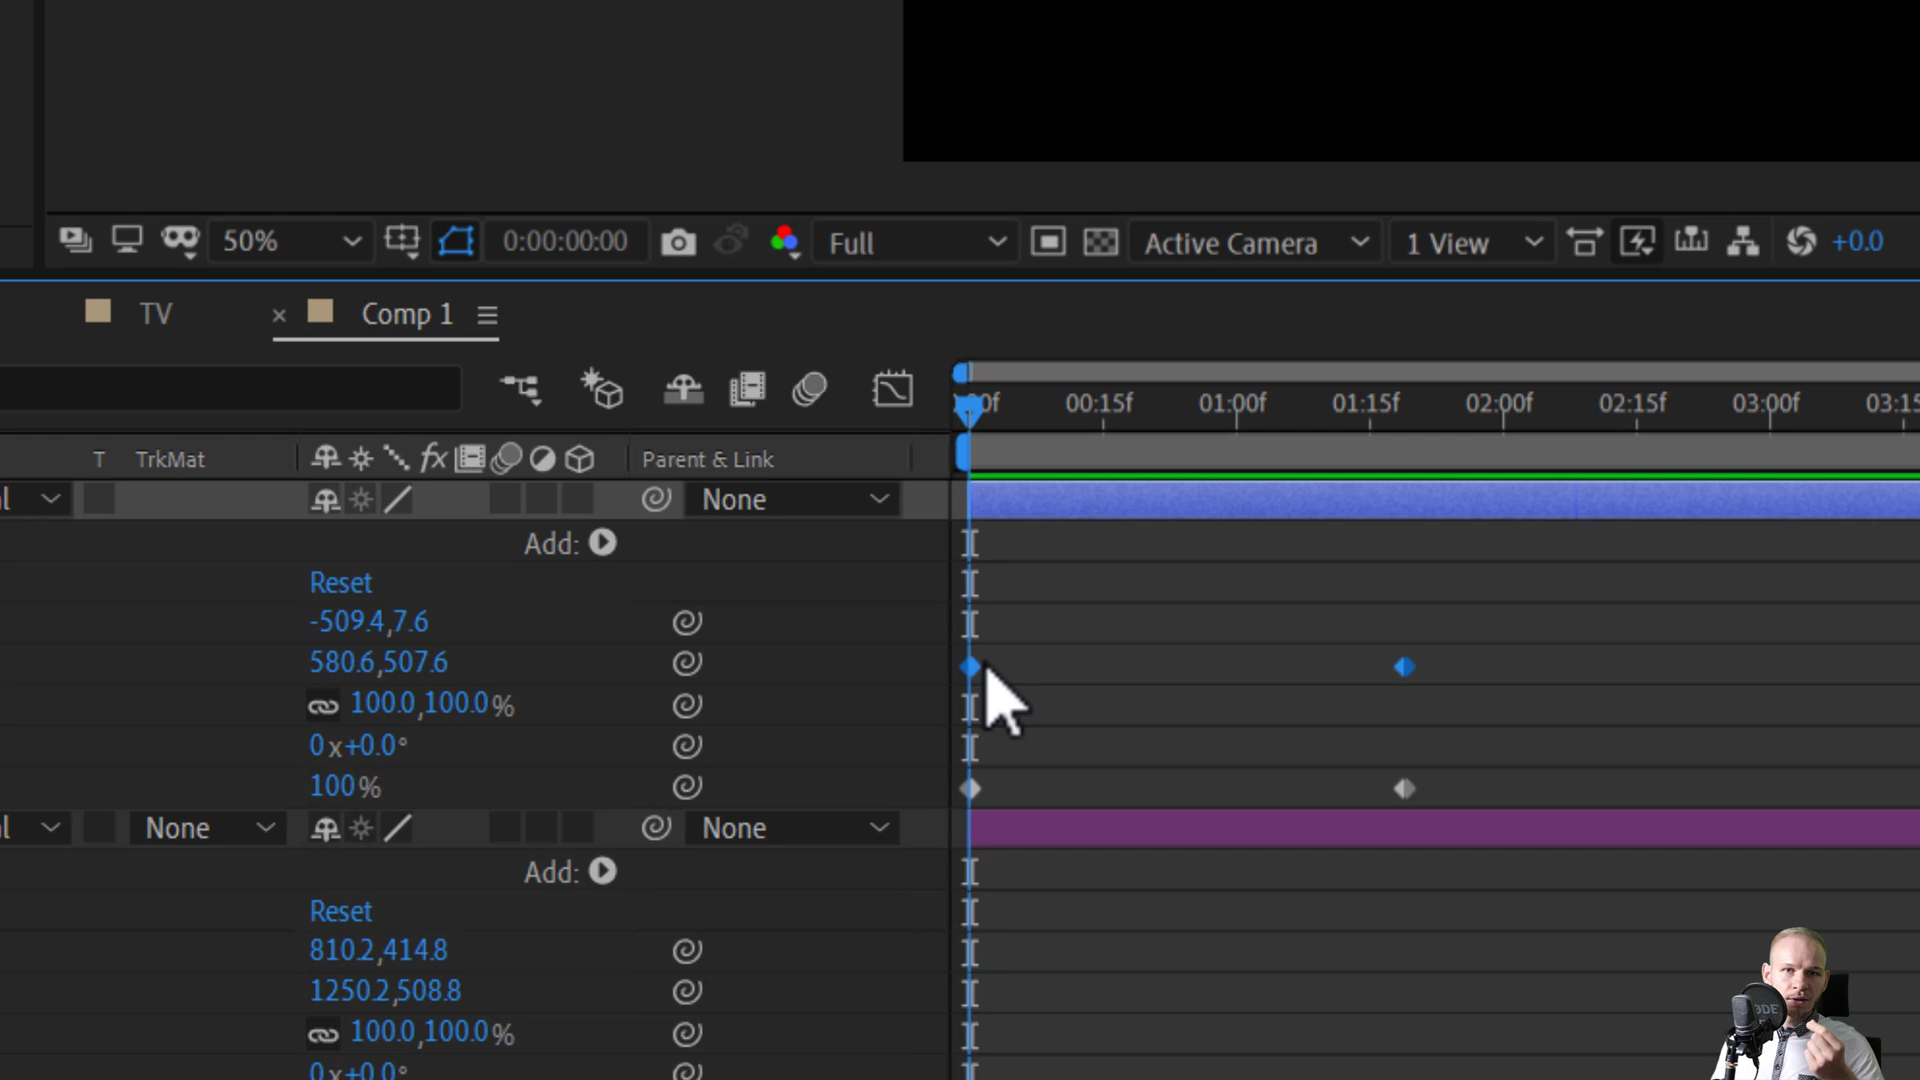 50% 0:00:00:00 Full Active Camera 1 View +0.0
TV Comp 1
00f 00:15f 01:00f 01:15f 02:00f 02:15f 03:00f 03:15
T TrkMat fx Parent & Link
l None
Add:
Reset
-509.4,7.6
580.6,507.6
100.0,100.0%
0x+0.0°
100%
l None None
Add:
Reset
810.2,414.8
1250.2,508.8
100.0,100.0%
0x+0.0°